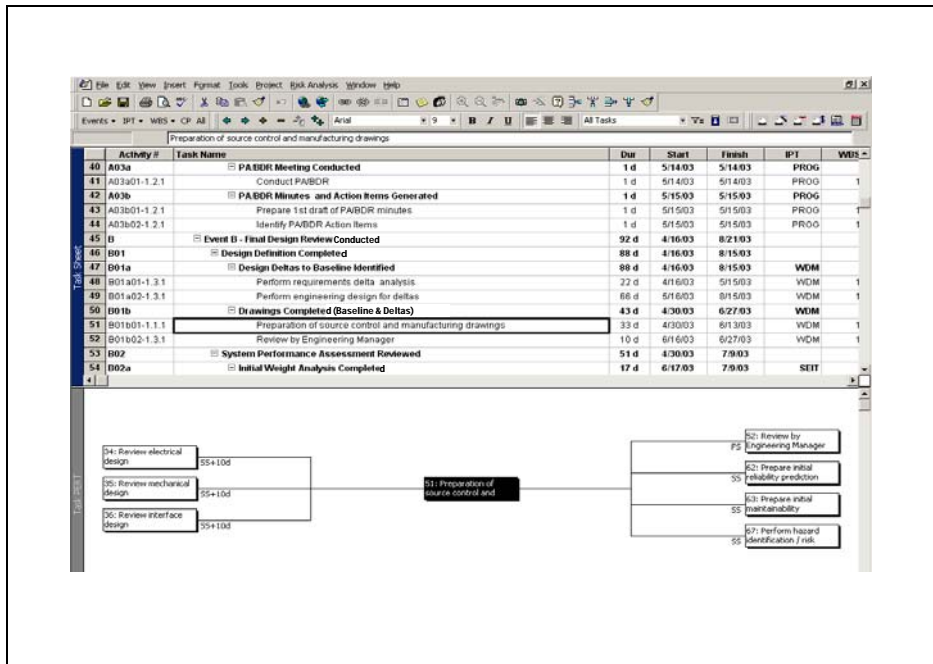 File Edit View Insert Format Tools Project Risk Analysis Window Help
Events IPT WBS CP All Arial 9 B I U All Tasks
Preparation of source control and manufacturing drawings
Activity # Task Name Dur Start Finish IPT WBS
40 A03a PA/BDR Meeting Conducted 1 d 5/14/03 5/14/03 PROG
41 A03a01-1.2.1 Conduct PA/BDR 1 d 5/14/03 5/14/03 PROG 1
42 A03b PA/BDR Minutes and Action Items Generated 1 d 5/15/03 5/15/03 PROG
43 A03b01-1.2.1 Prepare 1st draft of PA/BDR minutes 1 d 5/15/03 5/15/03 PROG 1
44 A03b02-1.2.1 Identify PA/BDR Action Items 1 d 5/15/03 5/15/03 PROG 1
45 B Event B - Final Design Review Conducted 92 d 4/16/03 8/21/03
46 B01 Design Definition Completed 88 d 4/16/03 8/15/03
47 B01a Design Deltas to Baseline Identified 88 d 4/16/03 8/15/03 WDM
48 B01a01-1.3.1 Perform requirements delta analysis 22 d 4/16/03 5/15/03 WDM 1
49 B01a02-1.3.1 Perform engineering design for deltas 66 d 5/16/03 8/15/03 WDM 1
50 B01b Drawings Completed (Baseline & Deltas) 43 d 4/30/03 6/27/03 WDM
51 B01b01-1.1.1 Preparation of source control and manufacturing drawings 33 d 4/30/03 6/13/03 WDM 1
52 B01b02-1.3.1 Review by Engineering Manager 10 d 6/16/03 6/27/03 WDM 1
53 B02 System Performance Assessment Reviewed 51 d 4/30/03 7/9/03
54 B02a Initial Weight Analysis Completed 17 d 6/17/03 7/9/03 SEIT
Task Sheet
Task PERT
34: Review electrical
design
SS+10d
35: Review mechanical
design
SS+10d
36: Review interface
design
SS+10d
51: Preparation of
source control and
52: Review by
Engineering Manager
FS
62: Prepare initial
reliability prediction
SS
63: Prepare initial
maintainability
SS
67: Perform hazard
identification / risk
SS